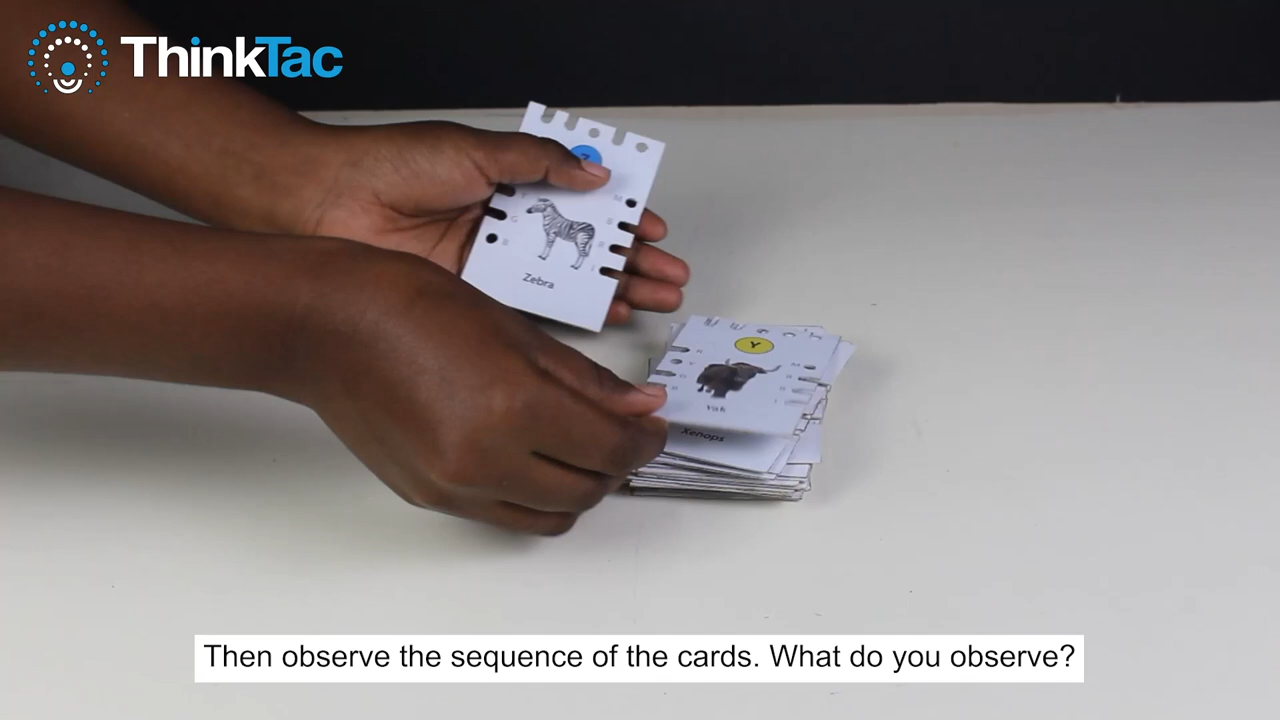 ThinkTac
Z
Zebra
Y
Yak
Xenops
Then observe the sequence of the cards. What do you observe?